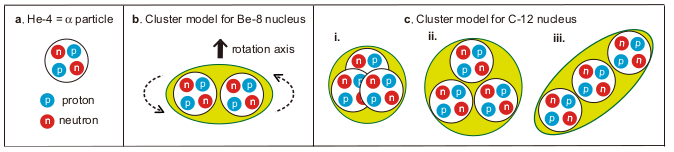 a. He-4 = α particle
n p
p n
p proton
n neutron
b. Cluster model for Be-8 nucleus
rotation axis
n p n p
p n p n
c. Cluster model for C-12 nucleus
i.
n p
n p n p
p p n
ii.
n p
p n
n p n p
p n p n
iii.
n p
p n
n p
p n
n p
p n